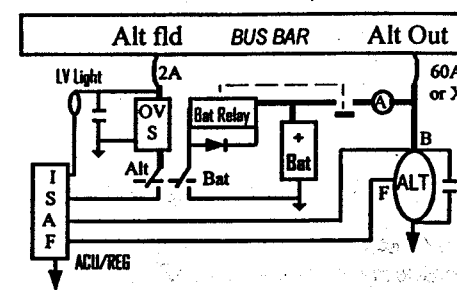 Alt fld BUS BAR Alt Out
LV Light 2A 60A
or X
OV
S
Bat Relay
A
+
Bat
B
Alt Bat
I
S
A
F
F ALT
ACU/REG